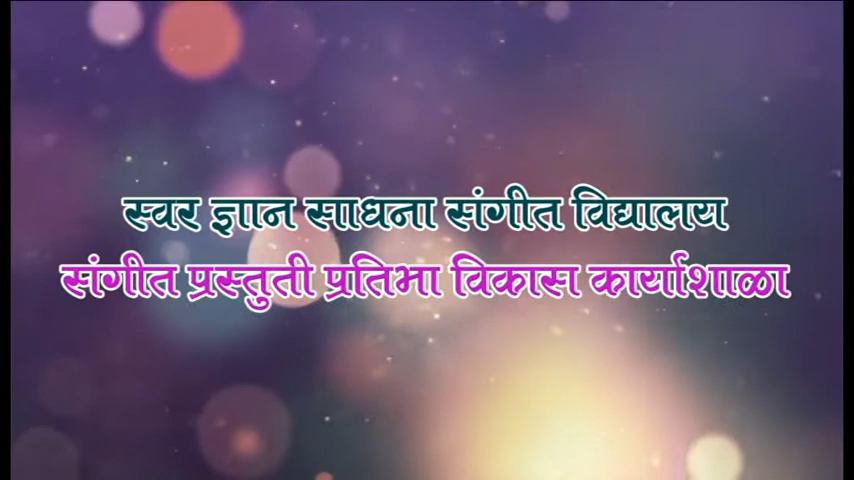 स्वर ज्ञान साधना संगीत विद्यालय
संगीत प्रस्तुती प्रतिभा विकास कार्याशाळा